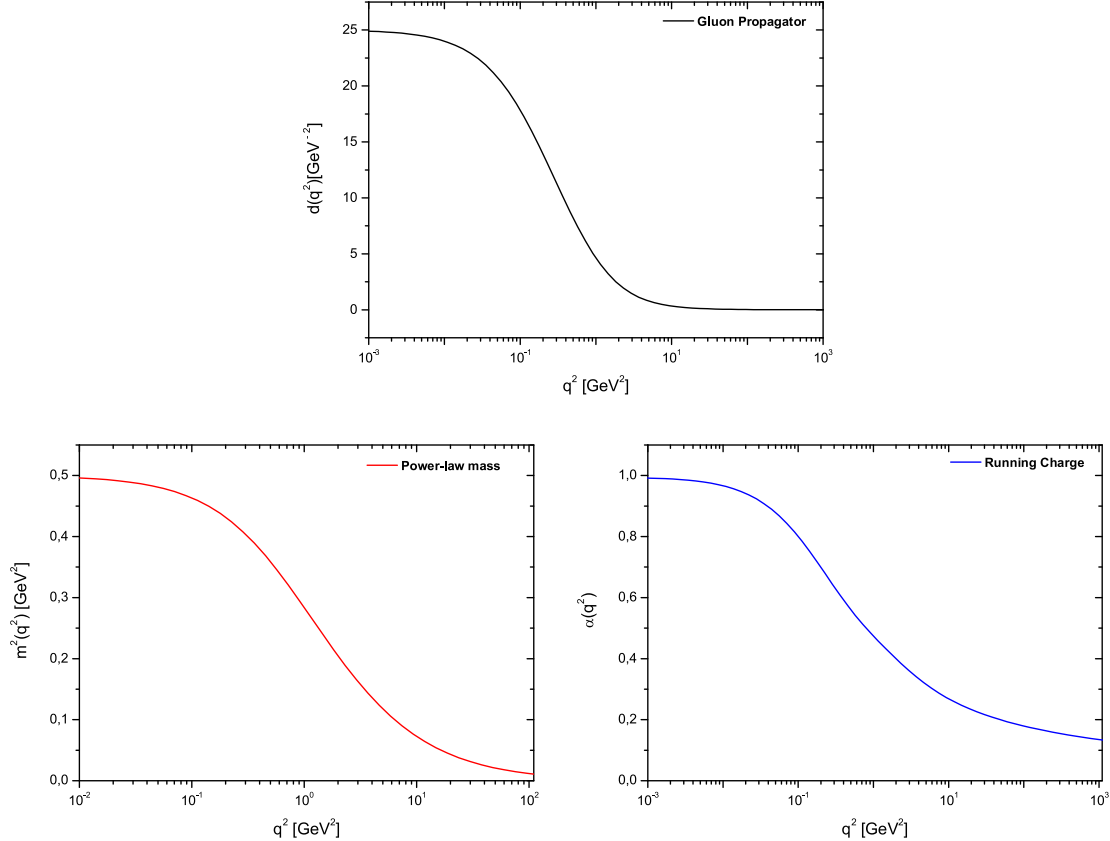 Gluon Propagator
25
20
15
10
5
0
d(q²)[GeV⁻²]
10⁻³ 10⁻¹ 10¹ 10³
q² [GeV²]
Power-law mass
0,5
0,4
0,3
0,2
0,1
0,0
m²(q²) [GeV²]
10⁻² 10⁻¹ 10⁰ 10¹ 10²
q² [GeV²]
Running Charge
1,0
0,8
0,6
0,4
0,2
0,0
α(q²)
10⁻³ 10⁻¹ 10¹ 10³
q² [GeV²]